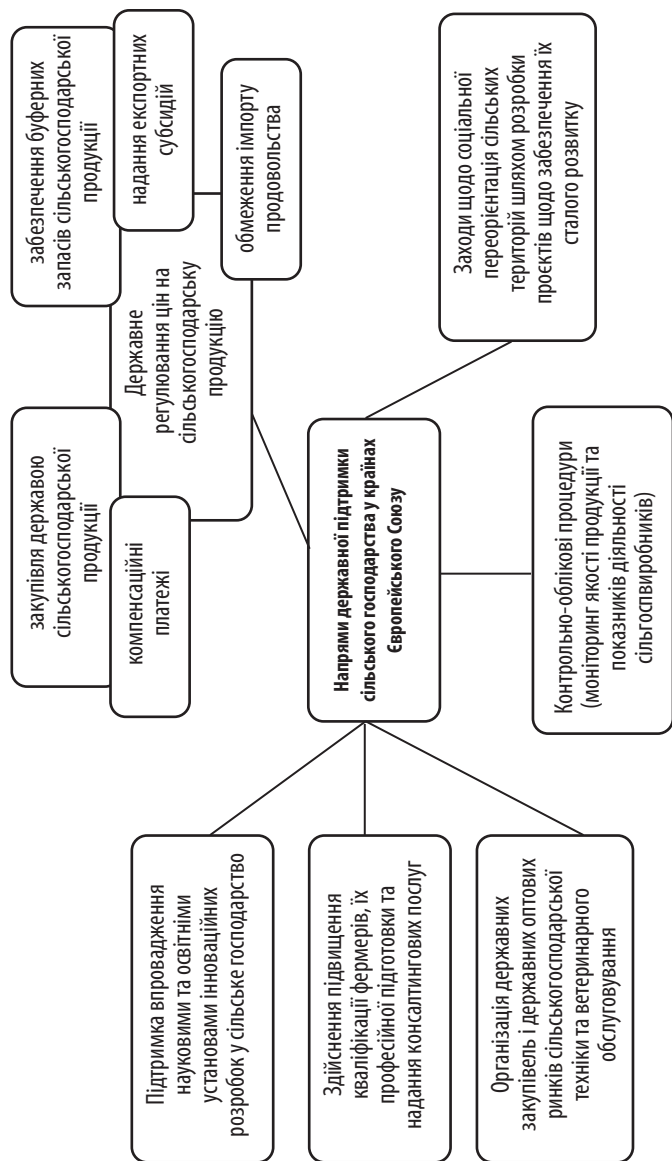 закупівля державою
сільськогосподарської
продукції
забезпечення буферних
запасів сільськогосподарської
продукції
компенсаційні
платежі
Державне
регулювання цін на
сільськогосподарську
продукцію
надання експортних
субсидій
обмеження імпорту
продовольства
Підтримка впровадження
науковими та освітніми
установами інноваційних
розробок у сільське господарство
Напрями державної підтримки
сільського господарства у країнах
Європейського Союзу
Здійснення підвищення
кваліфікації фермерів, їх
професійної підготовки та
надання консалтингових послуг
Заходи щодо соціальної
переорієнтація сільських
територій шляхом розробки
проєктів щодо забезпечення їх
сталого розвитку
Організація державних
закупівель і державних оптових
ринків сільськогосподарської
техніки та ветеринарного
обслуговування
Контрольно-облікові процедури
(моніторинг якості продукції та
показників діяльності
сільгоспвиробників)